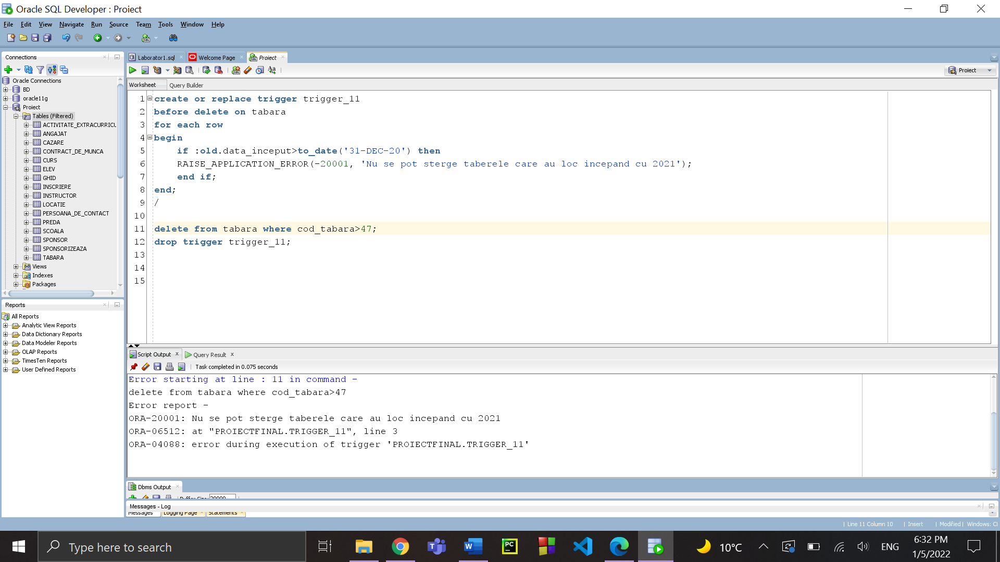 Oracle SQL Developer : Proiect
File Edit View Navigate Run Source Team Tools Window Help
Connections
Oracle Connections
BD
oracle11g
Proiect
Tables (Filtered)
ACTIVITATE_EXTRACURRICU
ANGAJAT
CAZARE
CONTRACT_DE_MUNCA
CURS
ELEV
GHID
INSCRIERE
INSTRUCTOR
LOCATIE
PERSOANA_DE_CONTACT
PREDA
SCOALA
SPONSOR
SPONSORIZEAZA
TABARA
Views
Indexes
Packages
Reports
All Reports
Analytic View Reports
Data Dictionary Reports
Data Modeler Reports
OLAP Reports
TimesTen Reports
User Defined Reports
Laborator1.sql Welcome Page Proiect
Proiect
Worksheet Query Builder
1 create or replace trigger trigger_11
2 before delete on tabara
3 for each row
4 begin
5 if :old.data_inceput>to_date('31-DEC-20') then
6 RAISE_APPLICATION_ERROR(-20001, 'Nu se pot sterge taberele care au loc incepand cu 2021');
7 end if;
8 end;
9 /
10
11 delete from tabara where cod_tabara>47;
12 drop trigger trigger_11;
13
14
15
Script Output Query Result
Task completed in 0.075 seconds
Error starting at line : 11 in command -
delete from tabara where cod_tabara>47
Error report -
ORA-20001: Nu se pot sterge taberele care au loc incepand cu 2021
ORA-06512: at "PROIECTFINAL.TRIGGER_11", line 3
ORA-04088: error during execution of trigger 'PROIECTFINAL.TRIGGER_11'
Dbms Output
Buffer Size: 20000
Messages - Log
Messages Logging Page Statements
Line 11 Column 10 Insert Modified Windows: Cl
Type here to search
10°C
ENG
6:32 PM
1/5/2022